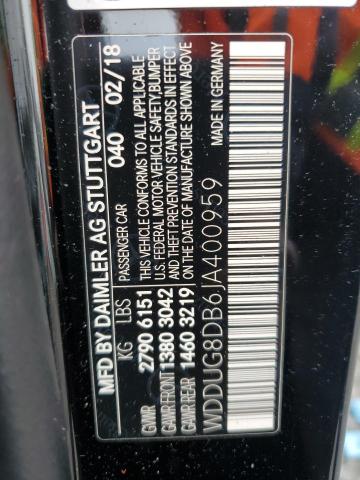 MFD BY DAIMLER AG STUTTGART
040 02/18
PASSENGER CAR
KG LBS
GVWR 2790 6151
GAWR FRONT 1380 3042
GAWR REAR 1460 3219
THIS VEHICLE CONFORMS TO ALL APPLICABLE
U.S. FEDERAL MOTOR VEHICLE SAFETY, BUMPER
AND THEFT PREVENTION STANDARDS IN EFFECT
ON THE DATE OF MANUFACTURE SHOWN ABOVE
WDDUG8DB6JA400959
MADE IN GERMANY